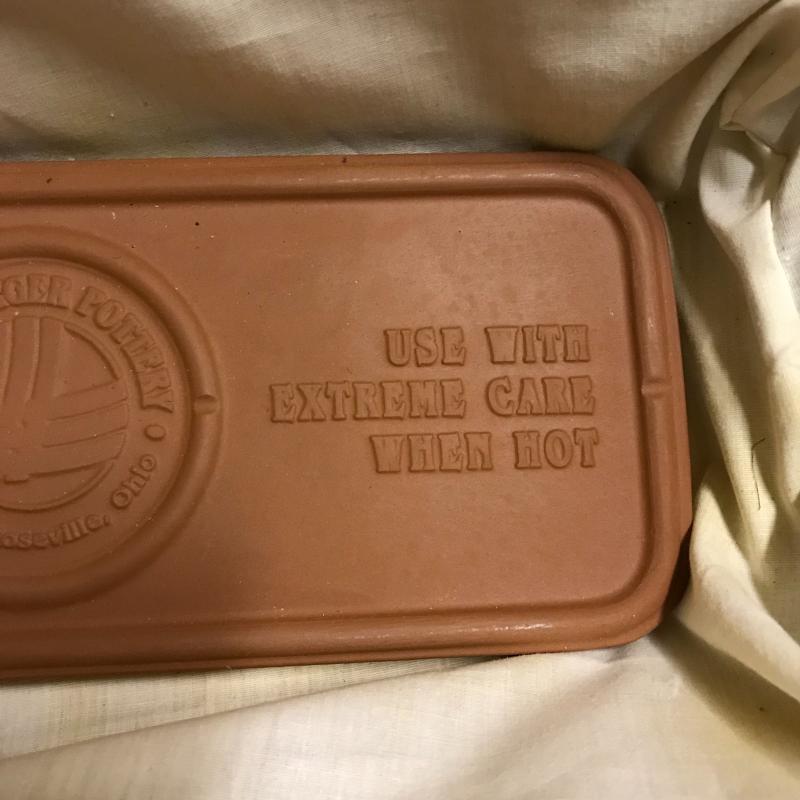 POTTERY
Ohio
USE WITH
EXTREME CARE
WHEN HOT